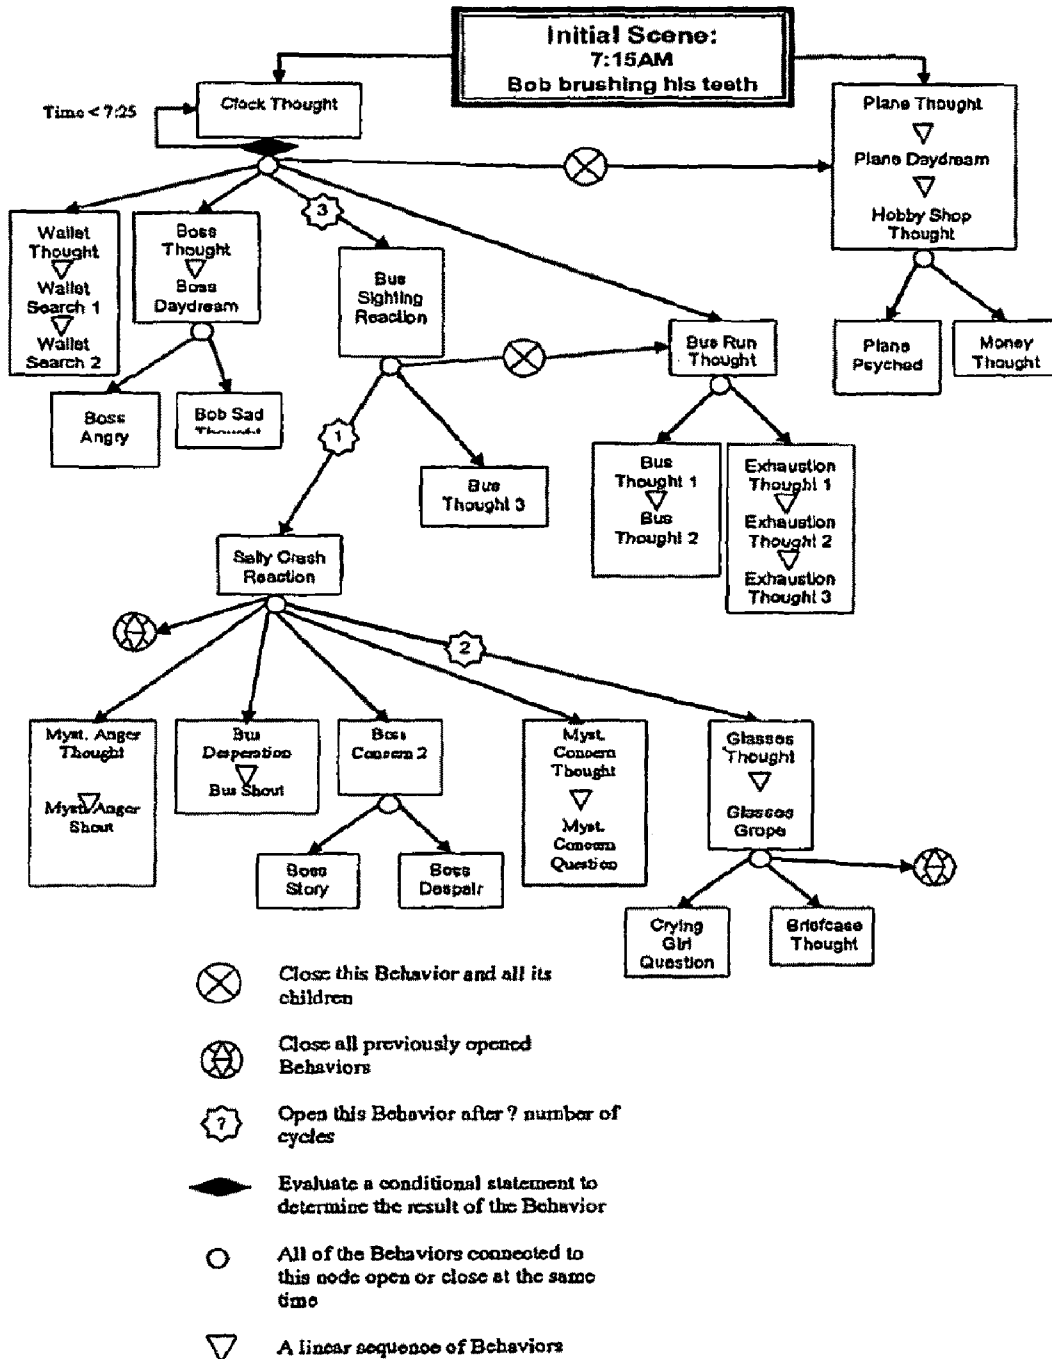 Initial Scene:
7:15AM
Bob brushing his teeth
Clock Thought
Time < 7:25
Plane Thought
Plane Daydream
Hobby Shop
Thought
Wallet
Thought
Wallet
Search 1
Wallet
Search 2
Boss
Thought
Boss
Daydream
3
Bus
Sighting
Reaction
Bus Run
Thought
Plane
Psyched
Money
Thought
Boss
Angry
Bob Sad
Thought
1
Bus
Thought 3
Bus
Thought 1
Bus
Thought 2
Exhaustion
Thought 1
Exhaustion
Thought 2
Exhaustion
Thought 3
Sally Crash
Reaction
2
Myst. Anger
Thought
Myst. Anger
Shout
Bus
Desperation
Bus Shout
Boss
Concern 2
Myst.
Concern
Thought
Myst.
Concern
Question
Glasses
Thought
Glasses
Grope
Boss
Story
Boss
Despair
Crying
Girl
Question
Briefcase
Thought
Close this Behavior and all its
children
Close all previously opened
Behaviors
?
Open this Behavior after ? number of
cycles
Evaluate a conditional statement to
determine the result of the Behavior
All of the Behaviors connected to
this node open or close at the same
time
A linear sequence of Behaviors